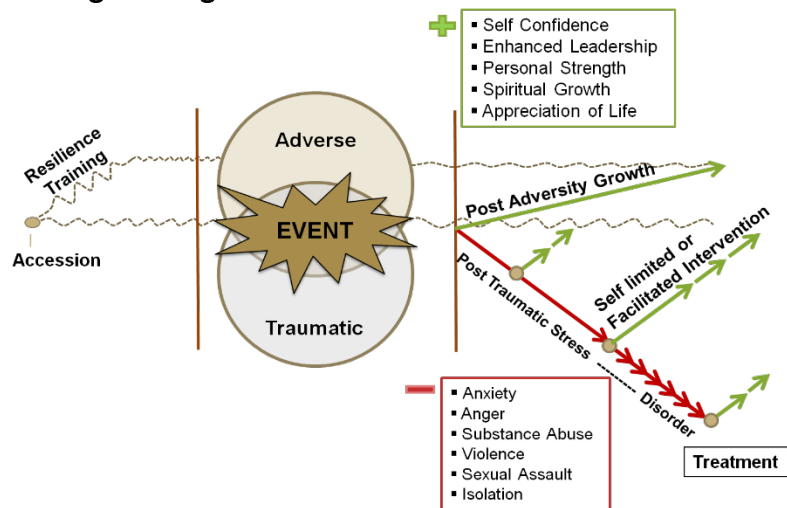 Self Confidence
Enhanced Leadership
Personal Strength
Spiritual Growth
Appreciation of Life
Resilience
Training
Adverse
EVENT
Traumatic
Accession
Post Adversity Growth
Self limited or
Facilitated Intervention
Post Traumatic Stress ------- Disorder
Anxiety
Anger
Substance Abuse
Violence
Sexual Assault
Isolation
Treatment